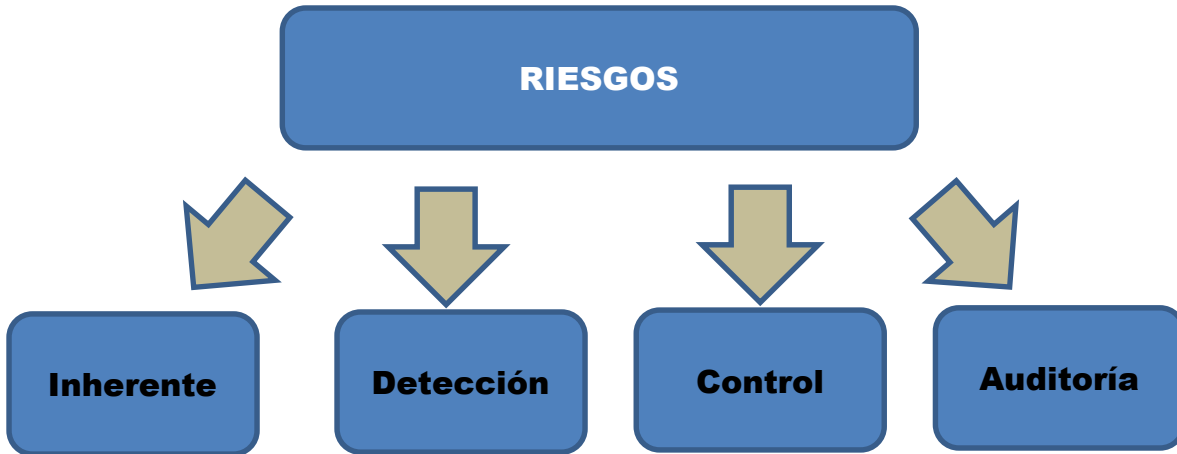 RIESGOS
Inherente
Detección
Control
Auditoría